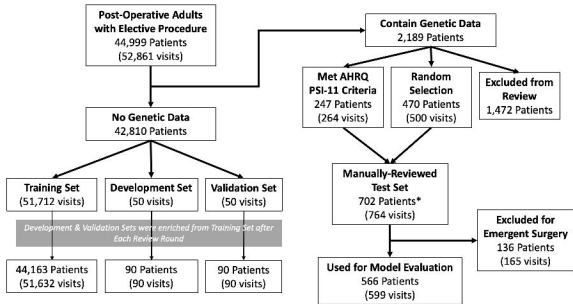 Post-Operative Adults
with Elective Procedure
44,999 Patients
(52,861 visits)
Contain Genetic Data
2,189 Patients
No Genetic Data
42,810 Patients
Met AHRQ
PSI-11 Criteria
247 Patients
(264 visits)
Random
Selection
470 Patients
(500 visits)
Excluded from
Review
1,472 Patients
Training Set
(51,712 visits)
Development Set
(50 visits)
Validation Set
(50 visits)
Development & Validation Sets were enriched from Training Set after
Each Review Round
44,163 Patients
(51,632 visits)
90 Patients
(90 visits)
90 Patients
(90 visits)
Manually-Reviewed
Test Set
702 Patients*
(764 visits)
Excluded for
Emergent Surgery
136 Patients
(165 visits)
Used for Model Evaluation
566 Patients
(599 visits)